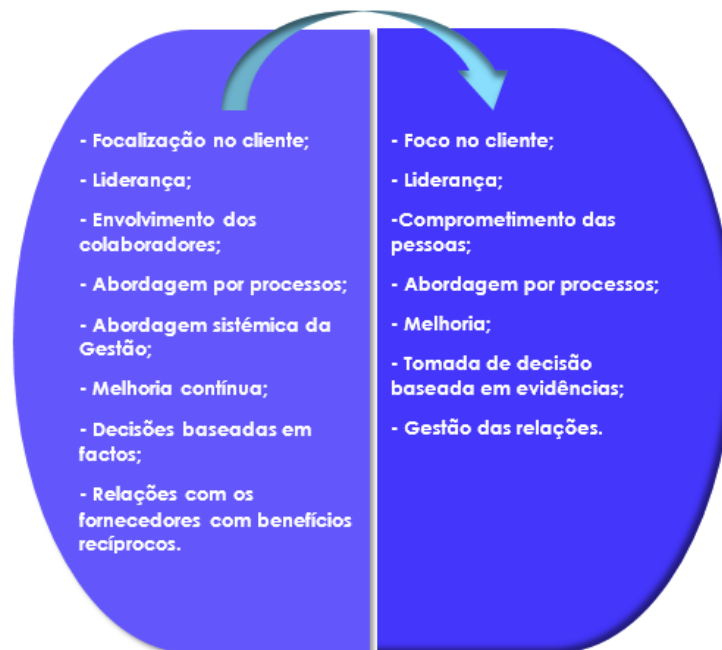 - Focalização no cliente;
- Liderança;
- Envolvimento dos
colaboradores;
- Abordagem por processos;
- Abordagem sistémica da
Gestão;
- Melhoria contínua;
- Decisões baseadas em
factos;
- Relações com os
fornecedores com benefícios
recíprocos.
- Foco no cliente;
- Liderança;
-Comprometimento das
pessoas;
- Abordagem por processos;
- Melhoria;
- Tomada de decisão
baseada em evidências;
- Gestão das relações.